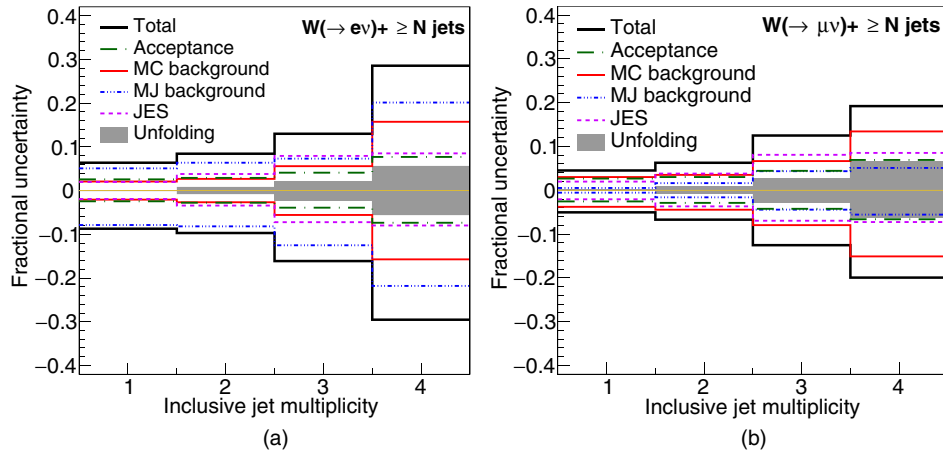 W(→ eν)+ ≥ N jets
Total
Acceptance
MC background
MJ background
JES
Unfolding
Fractional uncertainty
0.4
0.3
0.2
0.1
0
−0.1
−0.2
−0.3
−0.4
1 2 3 4
Inclusive jet multiplicity
(a)
W(→ μν)+ ≥ N jets
Total
Acceptance
MC background
MJ background
JES
Unfolding
Fractional uncertainty
0.4
0.3
0.2
0.1
0
−0.1
−0.2
−0.3
−0.4
1 2 3 4
Inclusive jet multiplicity
(b)